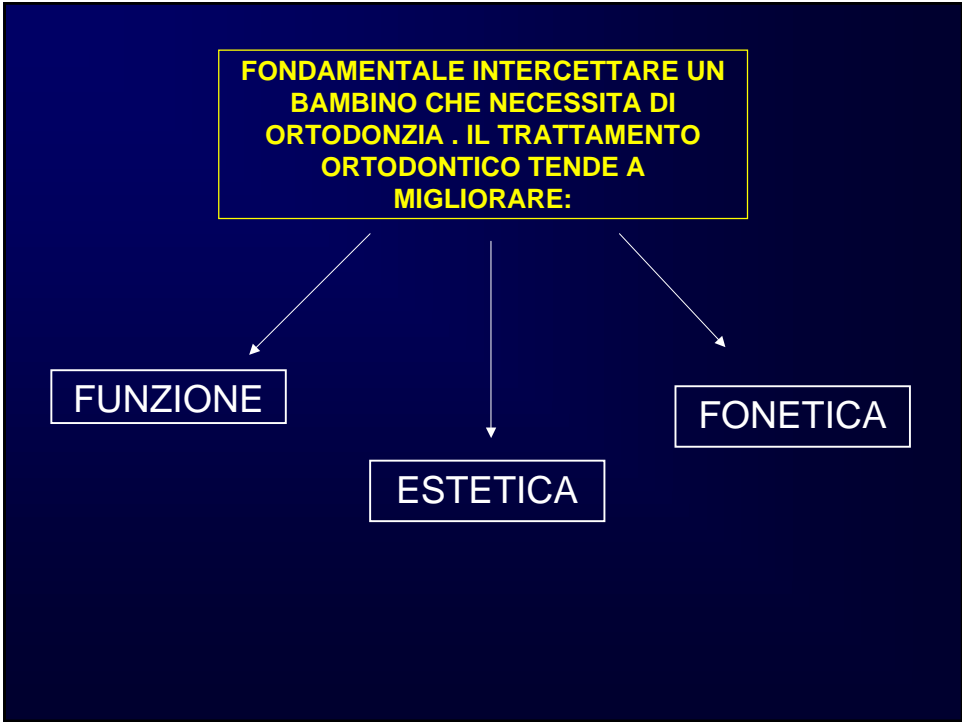 FONDAMENTALE INTERCETTARE UN
BAMBINO CHE NECESSITA DI
ORTODONZIA . IL TRATTAMENTO
ORTODONTICO TENDE A
MIGLIORARE:
FUNZIONE
ESTETICA
FONETICA